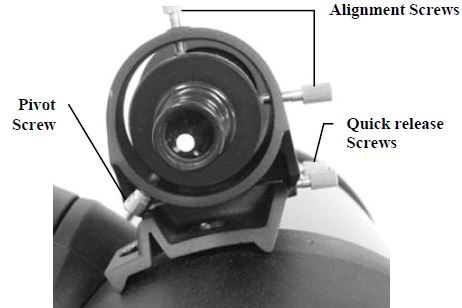 Alignment Screws
Pivot
Screw
Quick release
Screws